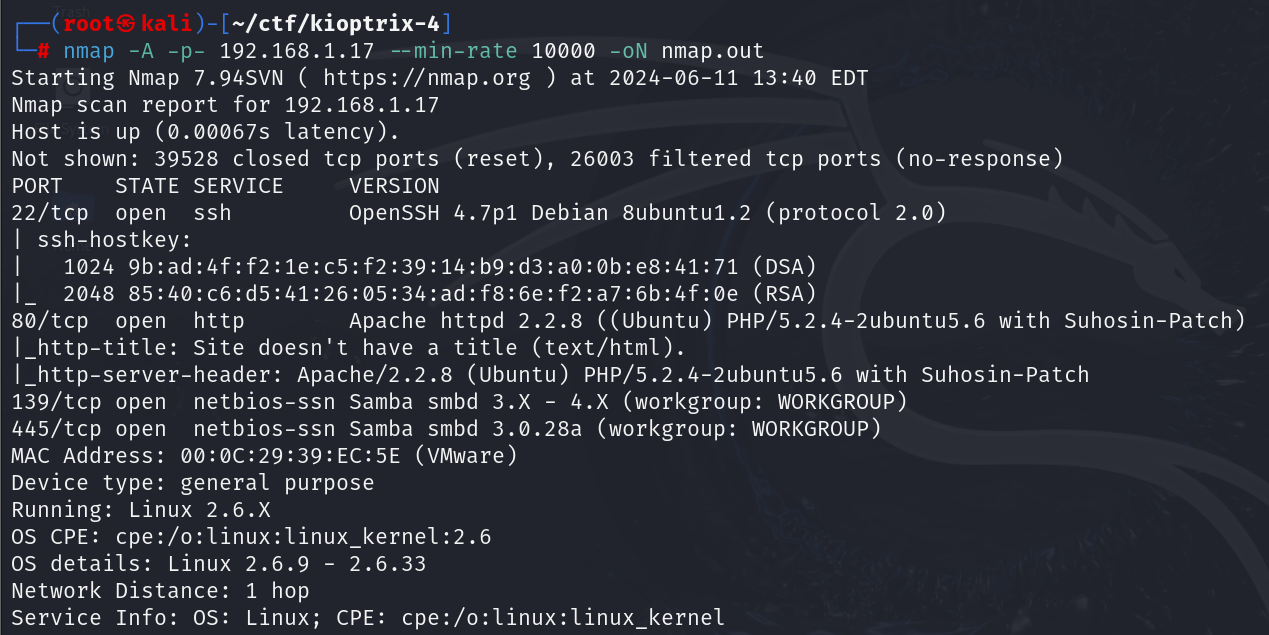 Trash
┌──(root㉿kali)-[~/ctf/kioptrix-4]
└─# nmap -A -p- 192.168.1.17 --min-rate 10000 -oN nmap.out
Starting Nmap 7.94SVN ( https://nmap.org ) at 2024-06-11 13:40 EDT
Nmap scan report for 192.168.1.17
Host is up (0.00067s latency).
Not shown: 39528 closed tcp ports (reset), 26003 filtered tcp ports (no-response)
PORT    STATE SERVICE     VERSION
22/tcp  open  ssh         OpenSSH 4.7p1 Debian 8ubuntu1.2 (protocol 2.0)
| ssh-hostkey:
|   1024 9b:ad:4f:f2:1e:c5:f2:39:14:b9:d3:a0:0b:e8:41:71 (DSA)
|_  2048 85:40:c6:d5:41:26:05:34:ad:f8:6e:f2:a7:6b:4f:0e (RSA)
80/tcp  open  http        Apache httpd 2.2.8 ((Ubuntu) PHP/5.2.4-2ubuntu5.6 with Suhosin-Patch)
|_http-title: Site doesn't have a title (text/html).
|_http-server-header: Apache/2.2.8 (Ubuntu) PHP/5.2.4-2ubuntu5.6 with Suhosin-Patch
139/tcp open  netbios-ssn Samba smbd 3.X - 4.X (workgroup: WORKGROUP)
445/tcp open  netbios-ssn Samba smbd 3.0.28a (workgroup: WORKGROUP)
MAC Address: 00:0C:29:39:EC:5E (VMware)
Device type: general purpose
Running: Linux 2.6.X
OS CPE: cpe:/o:linux:linux_kernel:2.6
OS details: Linux 2.6.9 - 2.6.33
Network Distance: 1 hop
Service Info: OS: Linux; CPE: cpe:/o:linux:linux_kernel